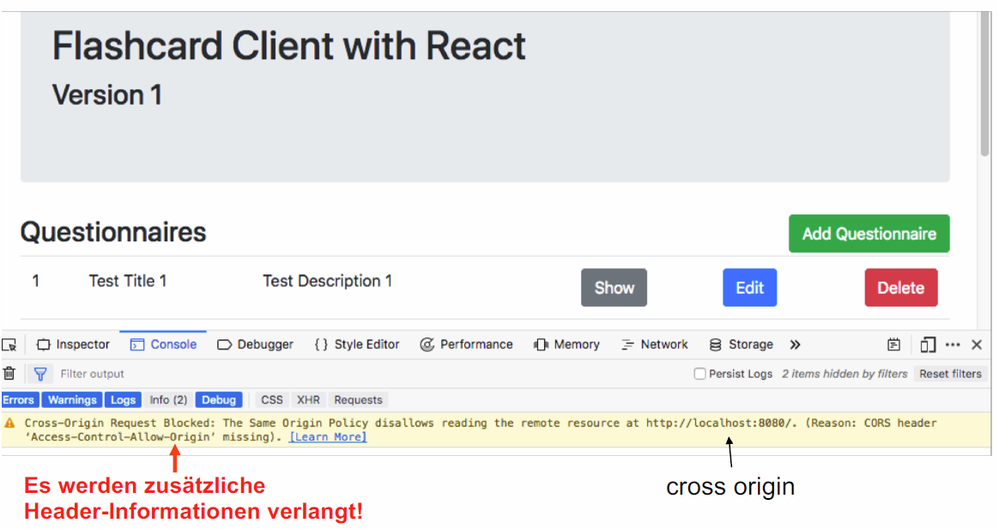 Flashcard Client with React
Version 1
Questionnaires
Add Questionnaire
1 Test Title 1 Test Description 1 Show Edit Delete
Inspector Console Debugger { } Style Editor Performance Memory Network Storage »
Filter output Persist Logs 2 items hidden by filters Reset filters
Errors Warnings Logs Info (2) Debug CSS XHR Requests
Cross-Origin Request Blocked: The Same Origin Policy disallows reading the remote resource at http://localhost:8080/. (Reason: CORS header
‘Access-Control-Allow-Origin’ missing). [Learn More]
Es werden zusätzliche
Header-Informationen verlangt!
cross origin